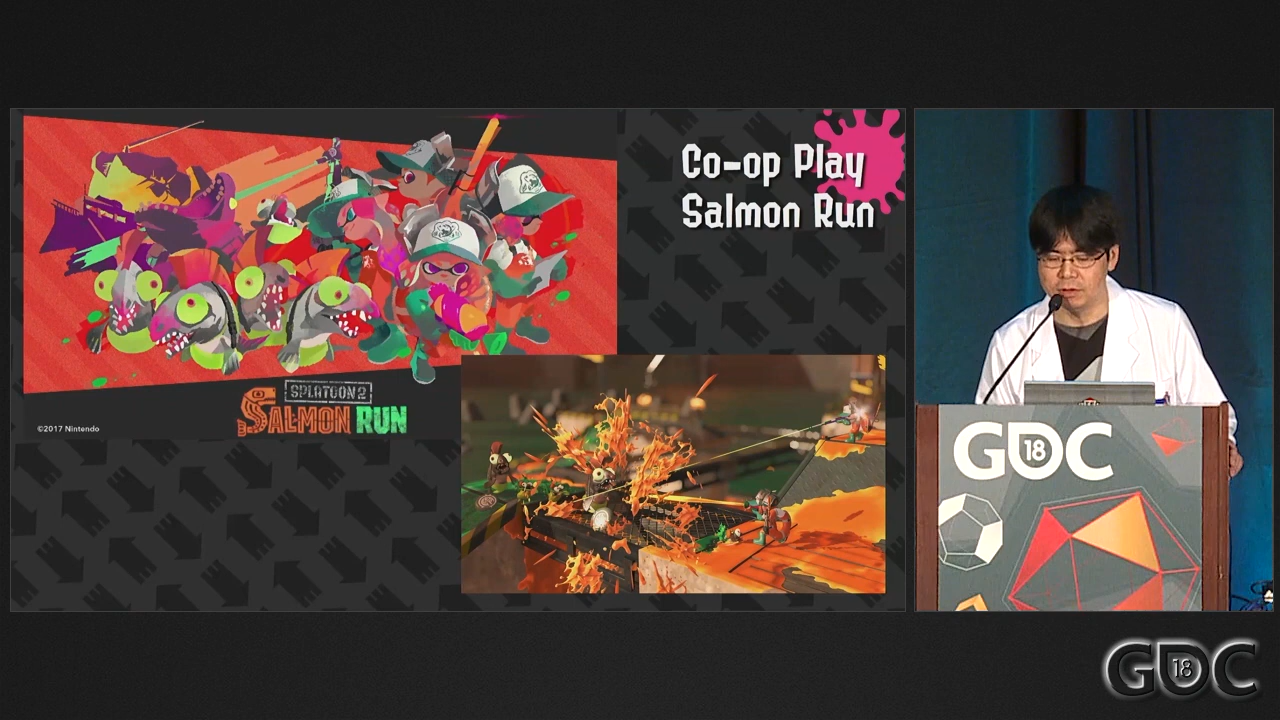 Co-op Play
Salmon Run
SPLATOON 2
SALMON RUN
©2017 Nintendo
GDC
18
GDC
18